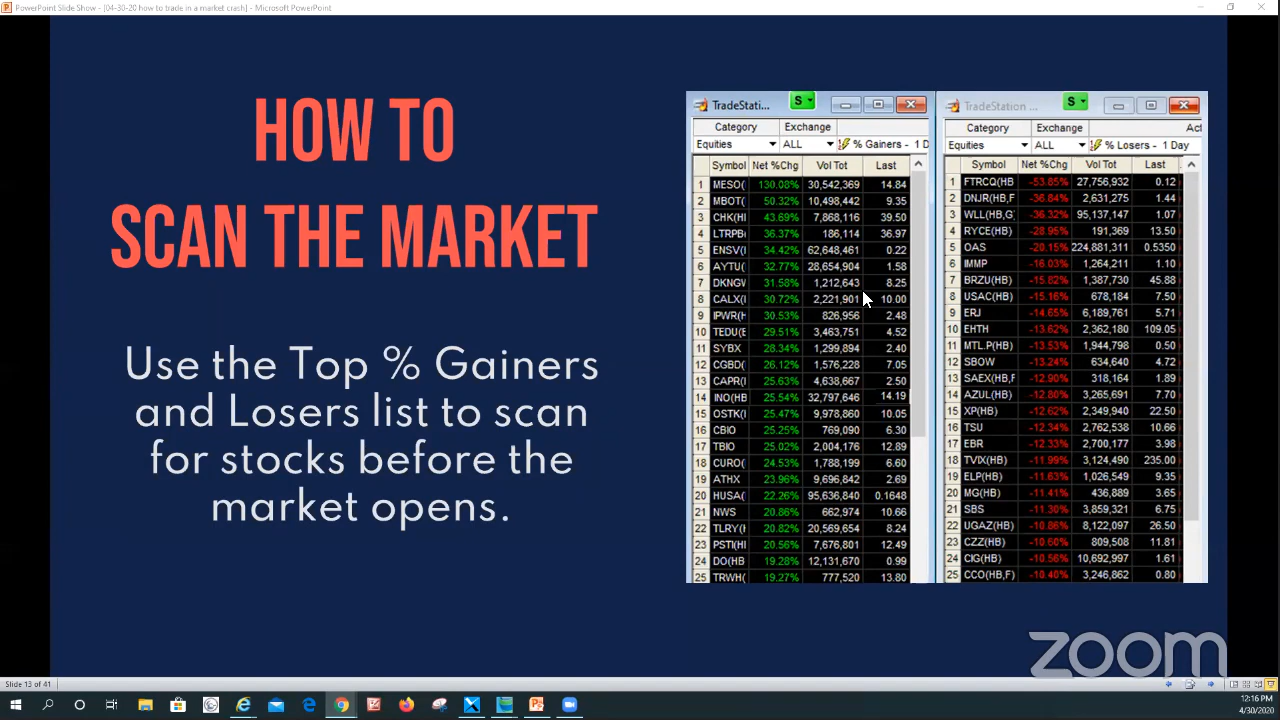 PowerPoint Slide Show - [04-30-20 how to trade in a market crash] - Microsoft PowerPoint
HOW TO
SCAN THE MARKET
Use the Top % Gainers
and Losers list to scan
for stocks before the
market opens.
TradeStati... S
Category Exchange
Equities ALL % Gainers - 1 D
Symbol Net %Chg Vol Tot Last
1 MESO( 130.08% 30,542,369 14.84
2 MBOT( 50.32% 10,498,442 9.35
3 CHK(H 43.69% 7,868,116 39.50
4 LTRPB( 36.37% 186,114 36.97
5 ENSV( 34.42% 62,648,461 0.22
6 AYTU( 32.77% 28,654,904 1.58
7 DKNGW 31.58% 1,212,643 8.25
8 CALX( 30.72% 2,221,901 10.00
9 IPWR(H 30.53% 826,956 2.48
10 TEDU(E 29.51% 3,463,751 4.52
11 SYBX 28.34% 1,299,894 2.40
12 CGBD( 26.12% 1,576,228 7.05
13 CAPR( 25.63% 4,638,667 2.50
14 INO(HB 25.54% 32,797,646 14.19
15 OSTK( 25.47% 9,978,860 10.05
16 CBIO 25.25% 769,090 6.30
17 TBIO 25.02% 2,004,176 12.89
18 CURO( 24.53% 1,788,199 6.60
19 ATHX 23.96% 9,696,842 2.69
20 HUSA( 22.26% 95,636,840 0.1648
21 NWS 20.86% 662,974 10.66
22 TLRY( 20.82% 20,569,654 8.24
23 PSTI(H 20.56% 7,676,801 12.49
24 DO(HB 19.28% 12,131,670 0.99
25 TRWH( 19.27% 777,520 13.80
TradeStation S
Category Exchange Act
Equities ALL % Losers - 1 Day
Symbol Net %Chg Vol Tot Last
1 FTRCQ(HB -53.85% 27,756,932 0.12
2 DNJR(HB,F -36.84% 2,631,275 1.44
3 WLL(HB,G -36.32% 95,137,147 1.07
4 RYCE(HB) -28.95% 191,369 13.50
5 OAS -20.15% 224,881,311 0.5350
6 IMMP -16.03% 1,264,211 1.10
7 BRZU(HB) -15.82% 1,387,730 45.88
8 USAC(HB) -15.16% 678,184 7.50
9 ERJ -14.65% 6,189,761 5.71
10 EHTH -13.62% 2,362,180 109.05
11 MTL.P(HB) -13.53% 1,944,798 0.50
12 SBOW -13.24% 634,640 4.72
13 SAEX(HB,F -12.90% 318,164 1.89
14 AZUL(HB) -12.80% 3,265,691 7.70
15 XP(HB) -12.62% 2,349,940 22.50
16 TSU -12.34% 2,762,538 10.66
17 EBR -12.33% 2,700,177 3.98
18 TVIX(HB) -11.99% 3,124,490 235.00
19 ELP(HB) -11.63% 1,026,549 9.35
20 MG(HB) -11.41% 436,889 3.65
21 SBS -11.30% 3,859,321 6.75
22 UGAZ(HB) -10.86% 8,122,097 26.50
23 CZZ(HB) -10.60% 809,508 11.81
24 CIG(HB) -10.56% 10,692,997 1.61
25 CCO(HB,F) -10.40% 3,246,862 0.80
zoom
Slide 13 of 41
12:16 PM
4/30/2020